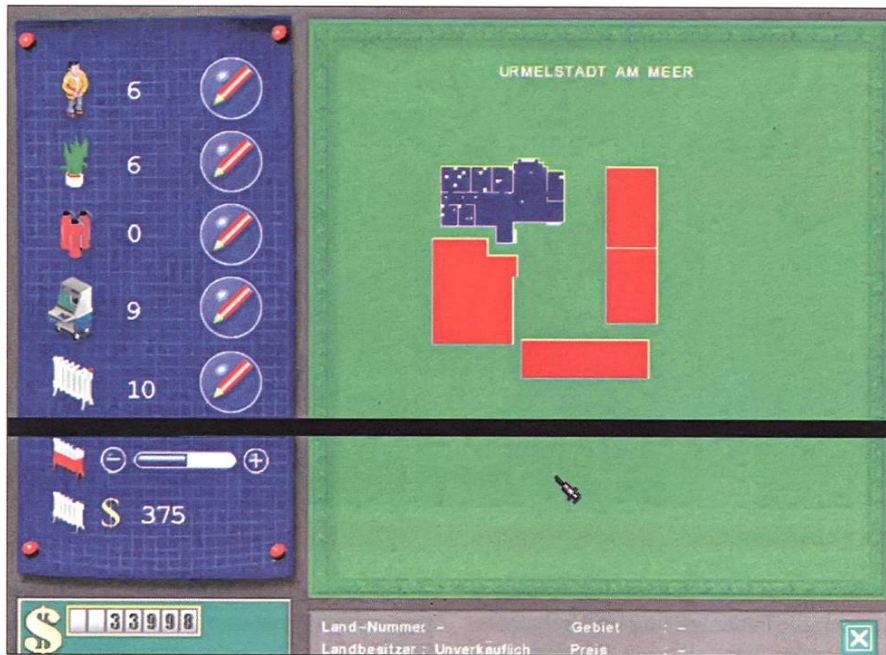 URMELSTADT AM MEER
6
6
0
9
10
$ 375
$ 33998
Land-Nummer -
Gebiet : -
Landbesitzer : Unverkäuflich
Preis : -